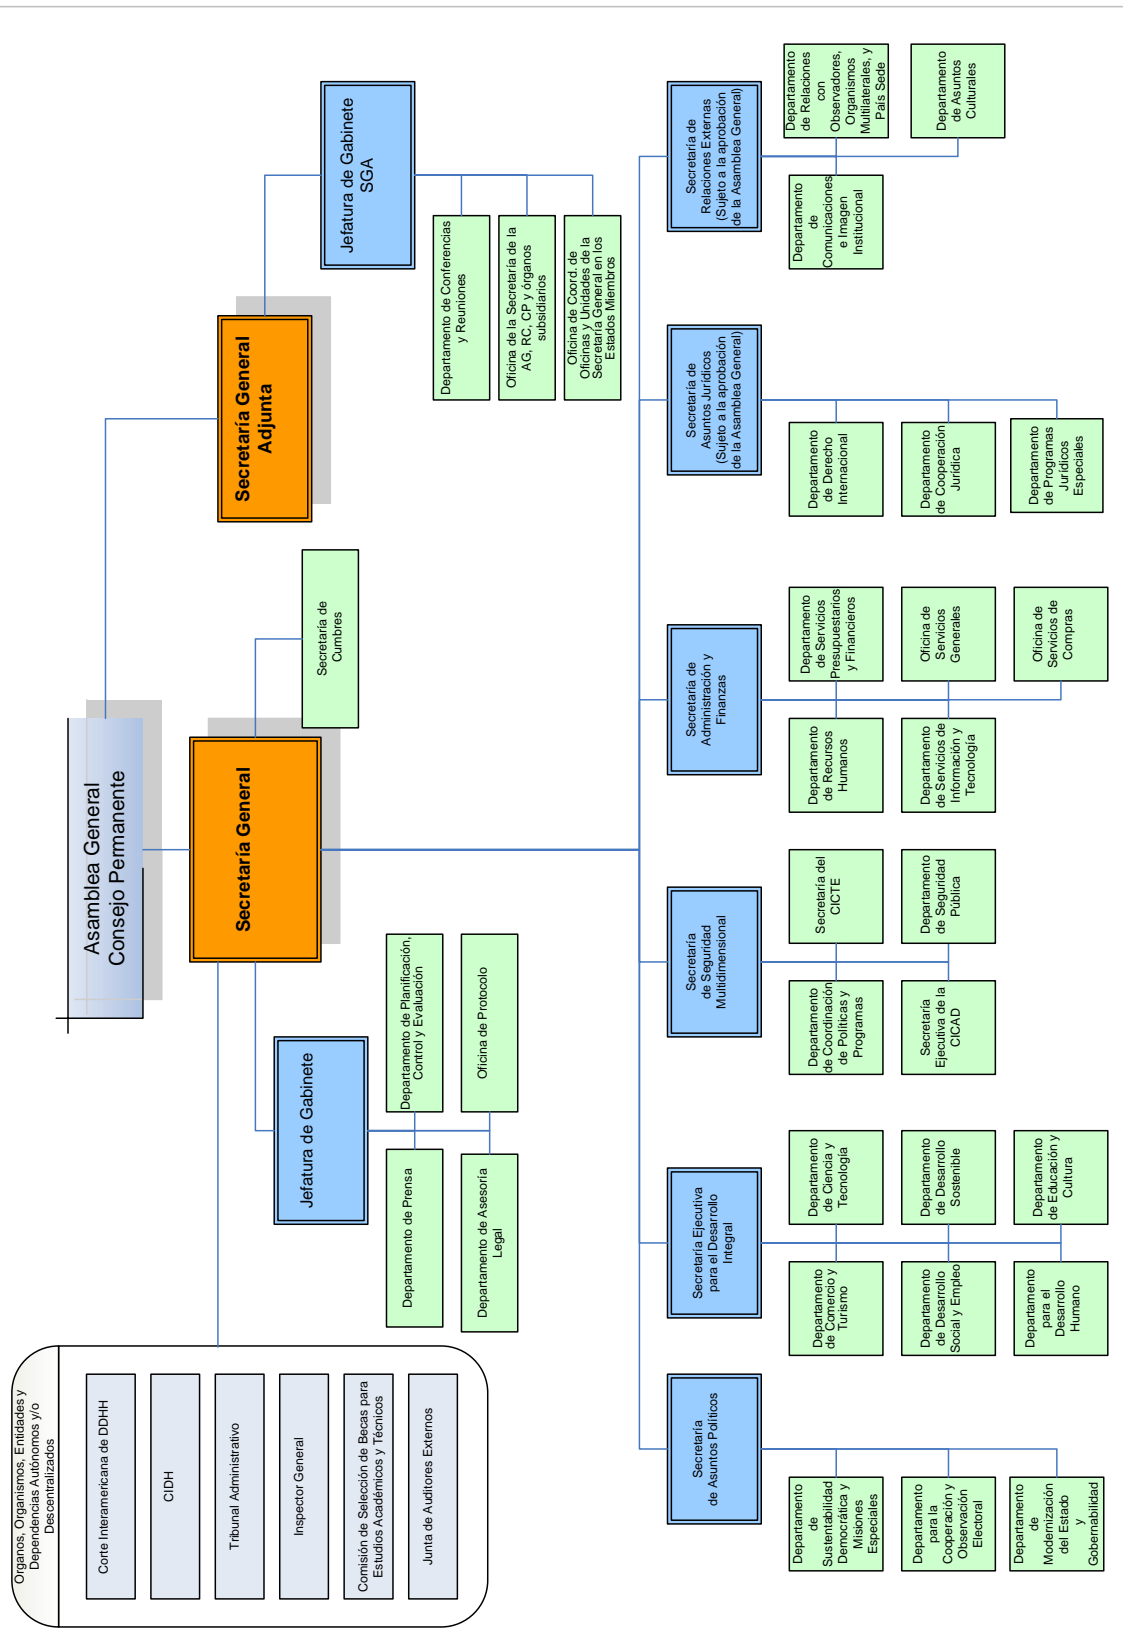 Asamblea General
Consejo Permanente
Organos, Organismos, Entidades y
Dependencias Autónomos y/o
Descentralizados
Corte Interamericana de DDHH
CIDH
Tribunal Administrativo
Inspector General
Comisión de Selección de Becas para
Estudios Académicos y Técnicos
Junta de Auditores Externos
Secretaría General
Secretaría General
Adjunta
Secretaría de
Cumbres
Jefatura de Gabinete
Departamento de Prensa
Departamento de Planificación,
Control y Evaluación
Departamento de Asesoría
Legal
Oficina de Protocolo
Jefatura de Gabinete
SGA
Departamento de Conferencias
y Reuniones
Oficina de la Secretaría de la
AG, RC, CP y órganos
subsidiarios
Oficina de Coord. de
Oficinas y Unidades de la
Secretaría General en los
Estados Miembros
Secretaría
de Asuntos Políticos
Departamento
de
Sustentabilidad
Democrática y
Misiones
Especiales
Departamento
para la
Cooperación y
Observación
Electoral
Departamento
de
Modernización
del Estado
y
Gobernabilidad
Secretaría Ejecutiva
para el Desarrollo
Integral
Departamento
de Comercio y
Turismo
Departamento
de Ciencia y
Tecnología
Departamento
de Desarrollo
Social y Empleo
Departamento
de Desarrollo
Sostenible
Departamento
para el
Desarrollo
Humano
Departamento
de Educación y
Cultura
Secretaría
de Seguridad
Multidimensional
Departamento
de Coordinación
de Políticas y
Programas
Secretaría del
CICTE
Secretaría
Ejecutiva de la
CICAD
Departamento
de Seguridad
Pública
Secretaría de
Administración y
Finanzas
Departamento
de Recursos
Humanos
Departamento
de Servicios
Presupuestarios
y Financieros
Departamento
de Servicios de
Información y
Tecnología
Oficina de
Servicios
Generales
Oficina de
Servicios de
Compras
Secretaría de
Asuntos Jurídicos
(Sujeto a la aprobación
de la Asamblea General)
Departamento
de Derecho
Internacional
Departamento
de Cooperación
Jurídica
Departamento
de Programas
Jurídicos
Especiales
Secretaría de
Relaciones Externas
(Sujeto a la aprobación
de la Asamblea General)
Departamento
de
Comunicaciones
e Imagen
Institucional
Departamento
de Relaciones
con
Observadores,
Organismos
Multilaterales, y
País Sede
Departamento
de Asuntos
Culturales